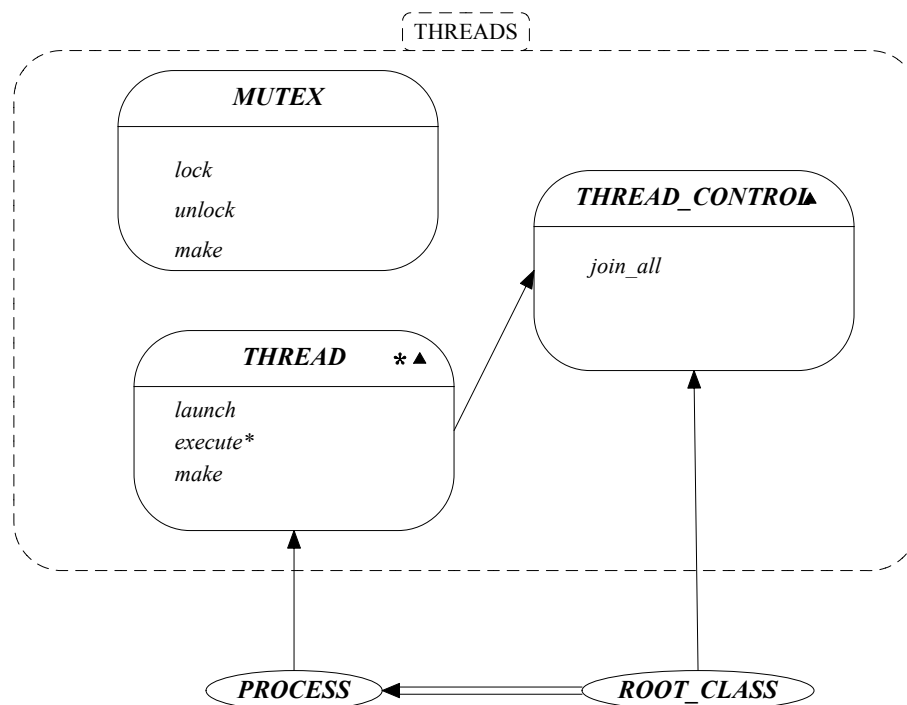 THREADS
MUTEX
lock
unlock
make
THREAD_CONTROL
join_all
THREAD *
launch
execute*
make
PROCESS
ROOT_CLASS